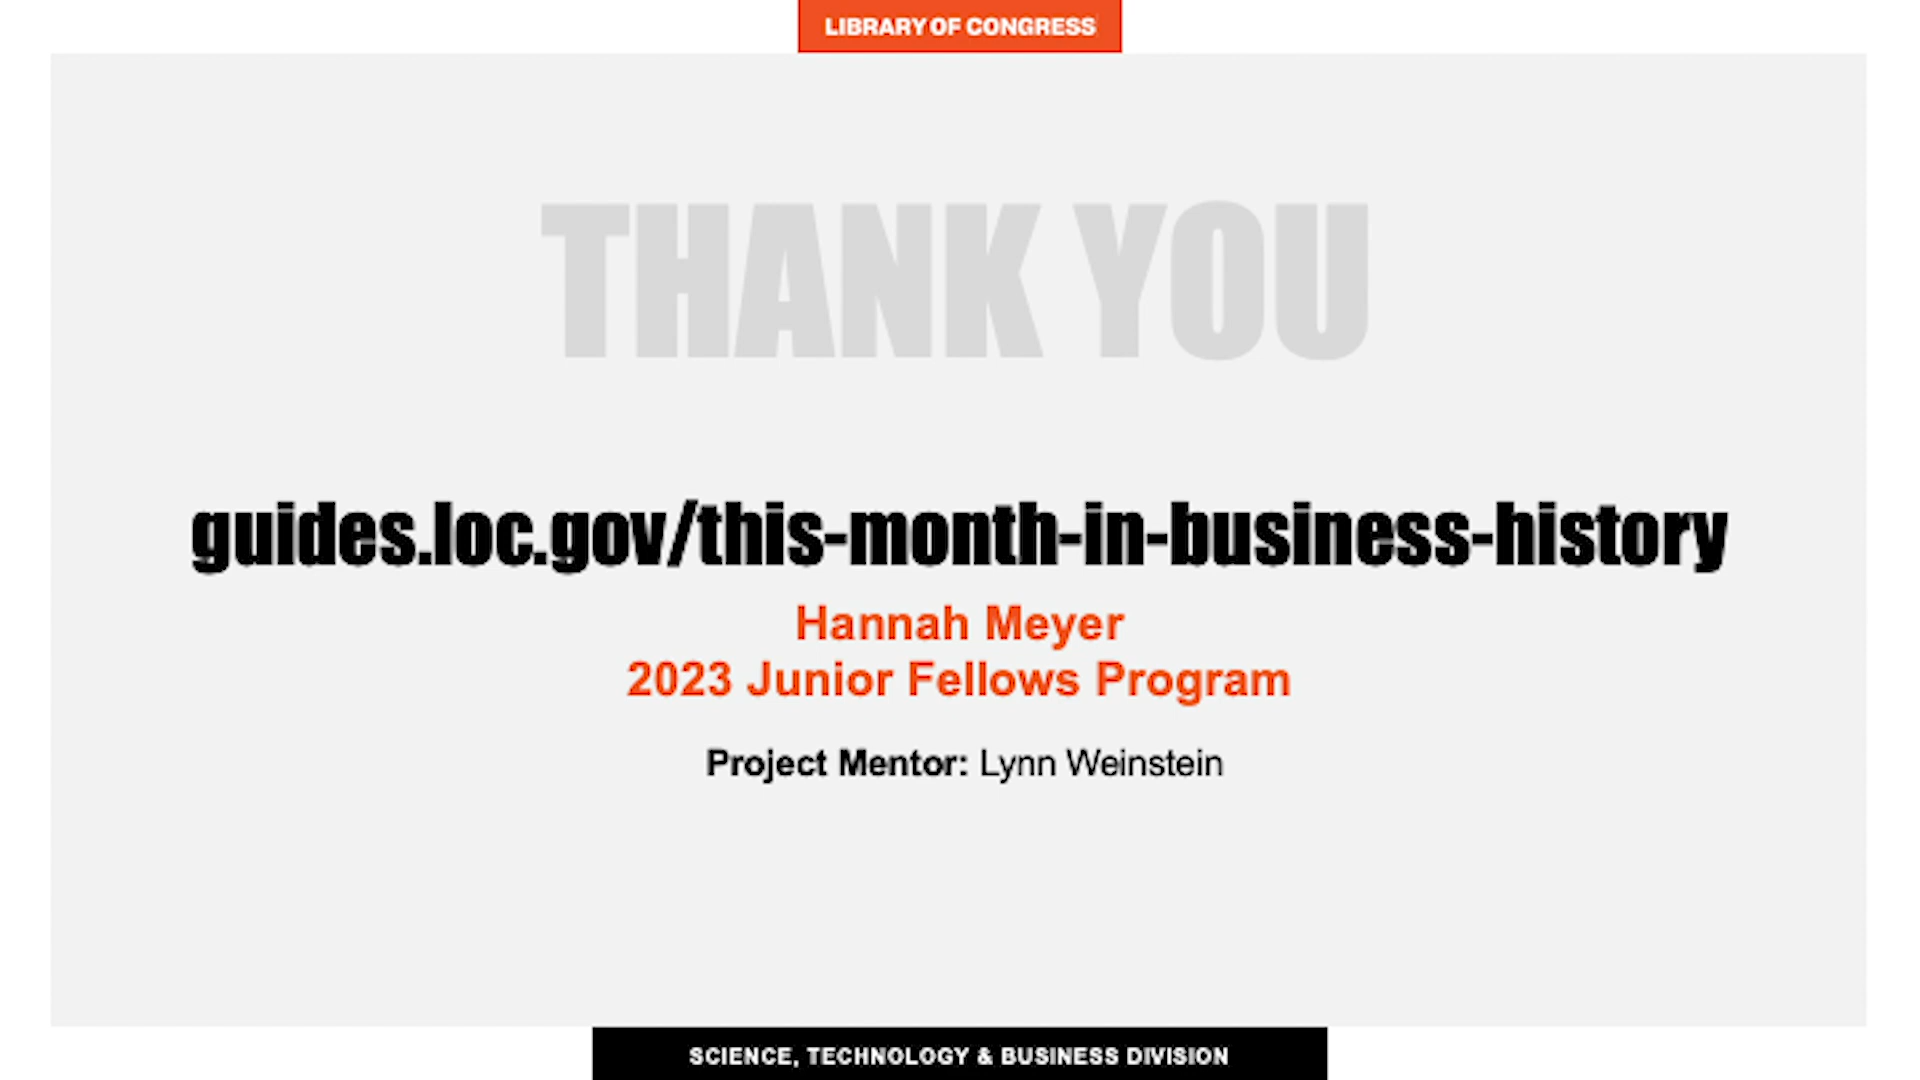 LIBRARY OF CONGRESS
THANK YOU
guides.loc.gov/this-month-in-business-history
Hannah Meyer
2023 Junior Fellows Program
Project Mentor: Lynn Weinstein
SCIENCE, TECHNOLOGY & BUSINESS DIVISION